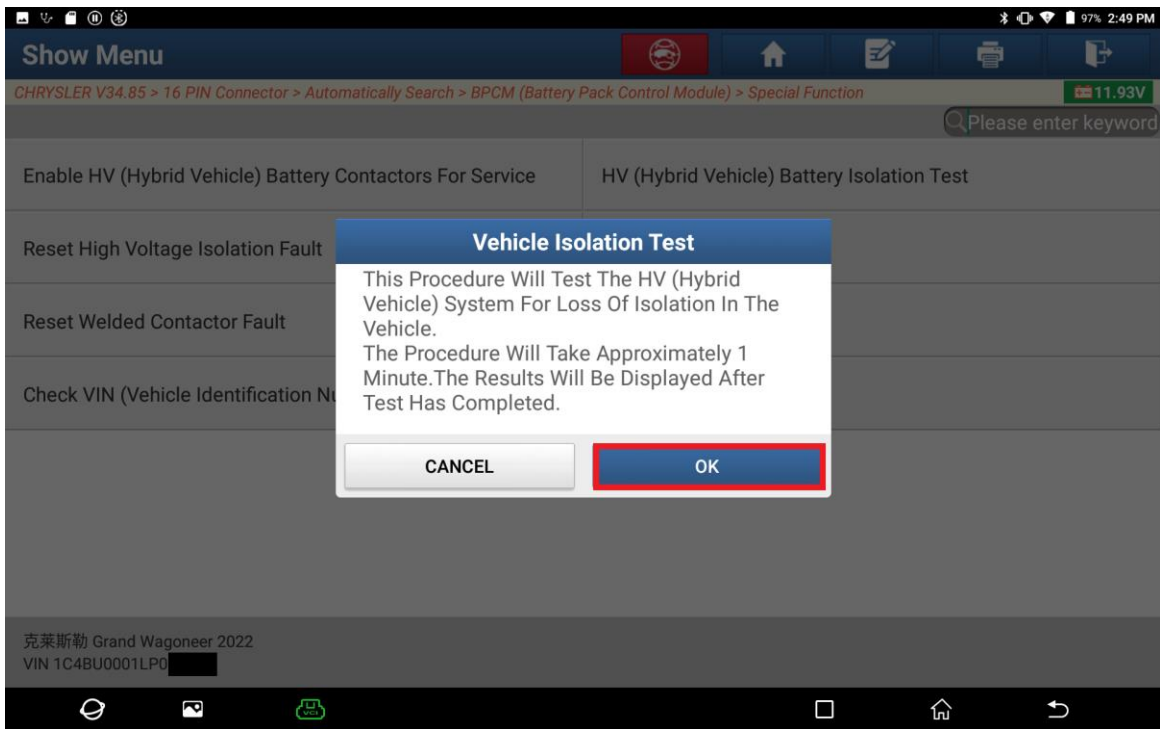 97% 2:49 PM
Show Menu
CHRYSLER V34.85 > 16 PIN Connector > Automatically Search > BPCM (Battery Pack Control Module) > Special Function
11.93V
Please enter keyword
Enable HV (Hybrid Vehicle) Battery Contactors For Service
HV (Hybrid Vehicle) Battery Isolation Test
Reset High Voltage Isolation Fault
Vehicle Isolation Test
This Procedure Will Test The HV (Hybrid
Vehicle) System For Loss Of Isolation In The
Vehicle.
The Procedure Will Take Approximately 1
Minute.The Results Will Be Displayed After
Test Has Completed.
Reset Welded Contactor Fault
Check VIN (Vehicle Identification
CANCEL
OK
克莱斯勒 Grand Wagoneer 2022
VIN 1C4BU0001LP0
VCI